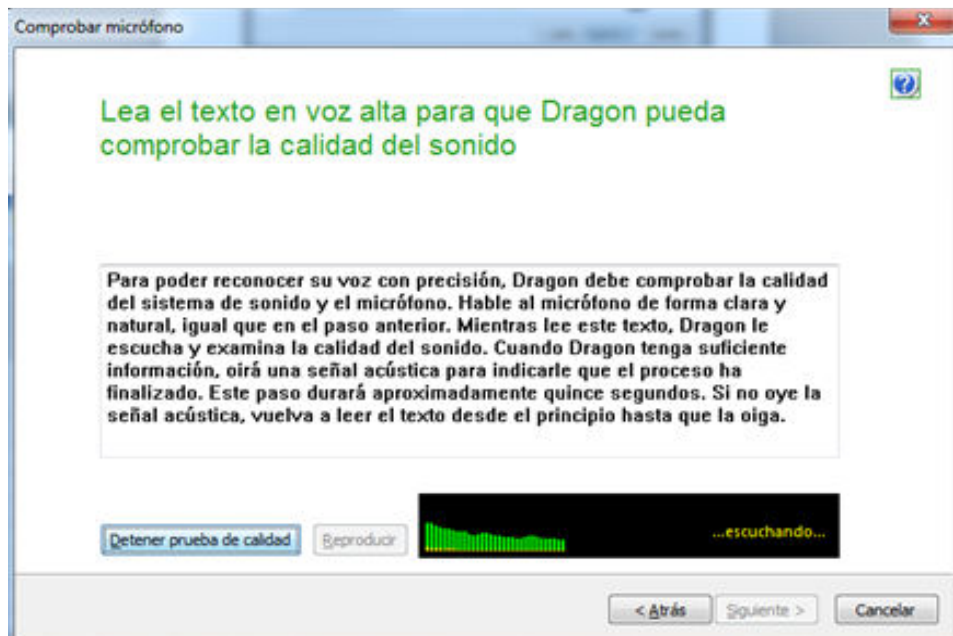 Comprobar micrófono
Lea el texto en voz alta para que Dragon pueda
comprobar la calidad del sonido
Para poder reconocer su voz con precisión, Dragon debe comprobar la calidad
del sistema de sonido y el micrófono. Hable al micrófono de forma clara y
natural, igual que en el paso anterior. Mientras lee este texto, Dragon le
escucha y examina la calidad del sonido. Cuando Dragon tenga suficiente
información, oirá una señal acústica para indicarle que el proceso ha
finalizado. Este paso durará aproximadamente quince segundos. Si no oye la
señal acústica, vuelva a leer el texto desde el principio hasta que la oiga.
Detener prueba de calidad Reproducir ...escuchando...
< Atrás Siguiente > Cancelar